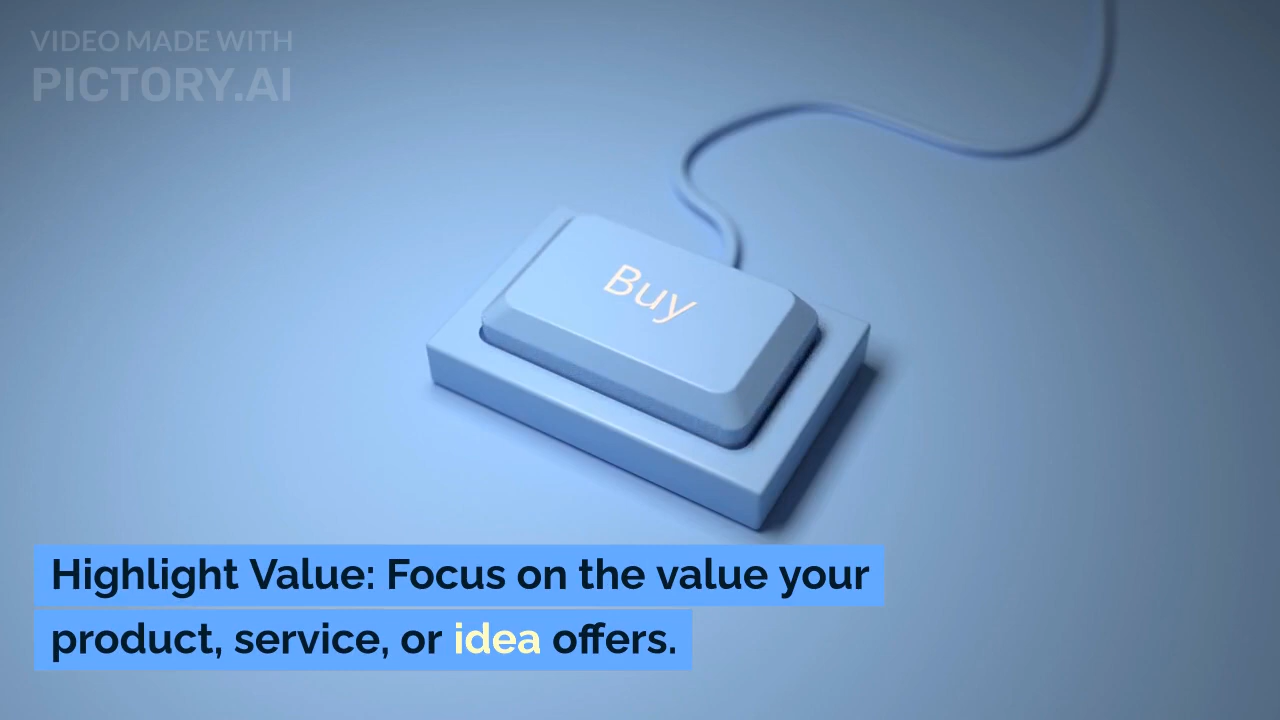 VIDEO MADE WITH
PICTORY.AI
Buy
Highlight Value: Focus on the value your
product, service, or idea offers.